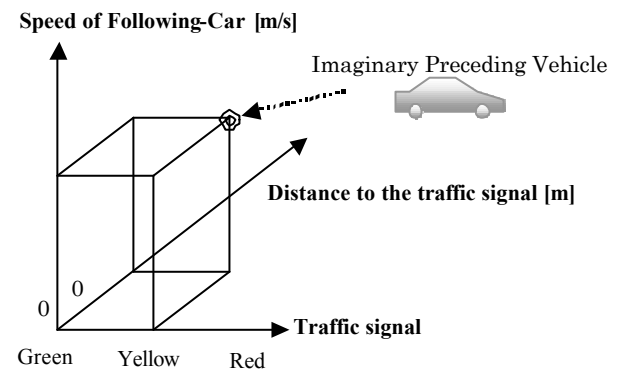 Speed of Following-Car [m/s]
Imaginary Preceding Vehicle
Distance to the traffic signal [m]
0
0
Traffic signal
Green Yellow Red